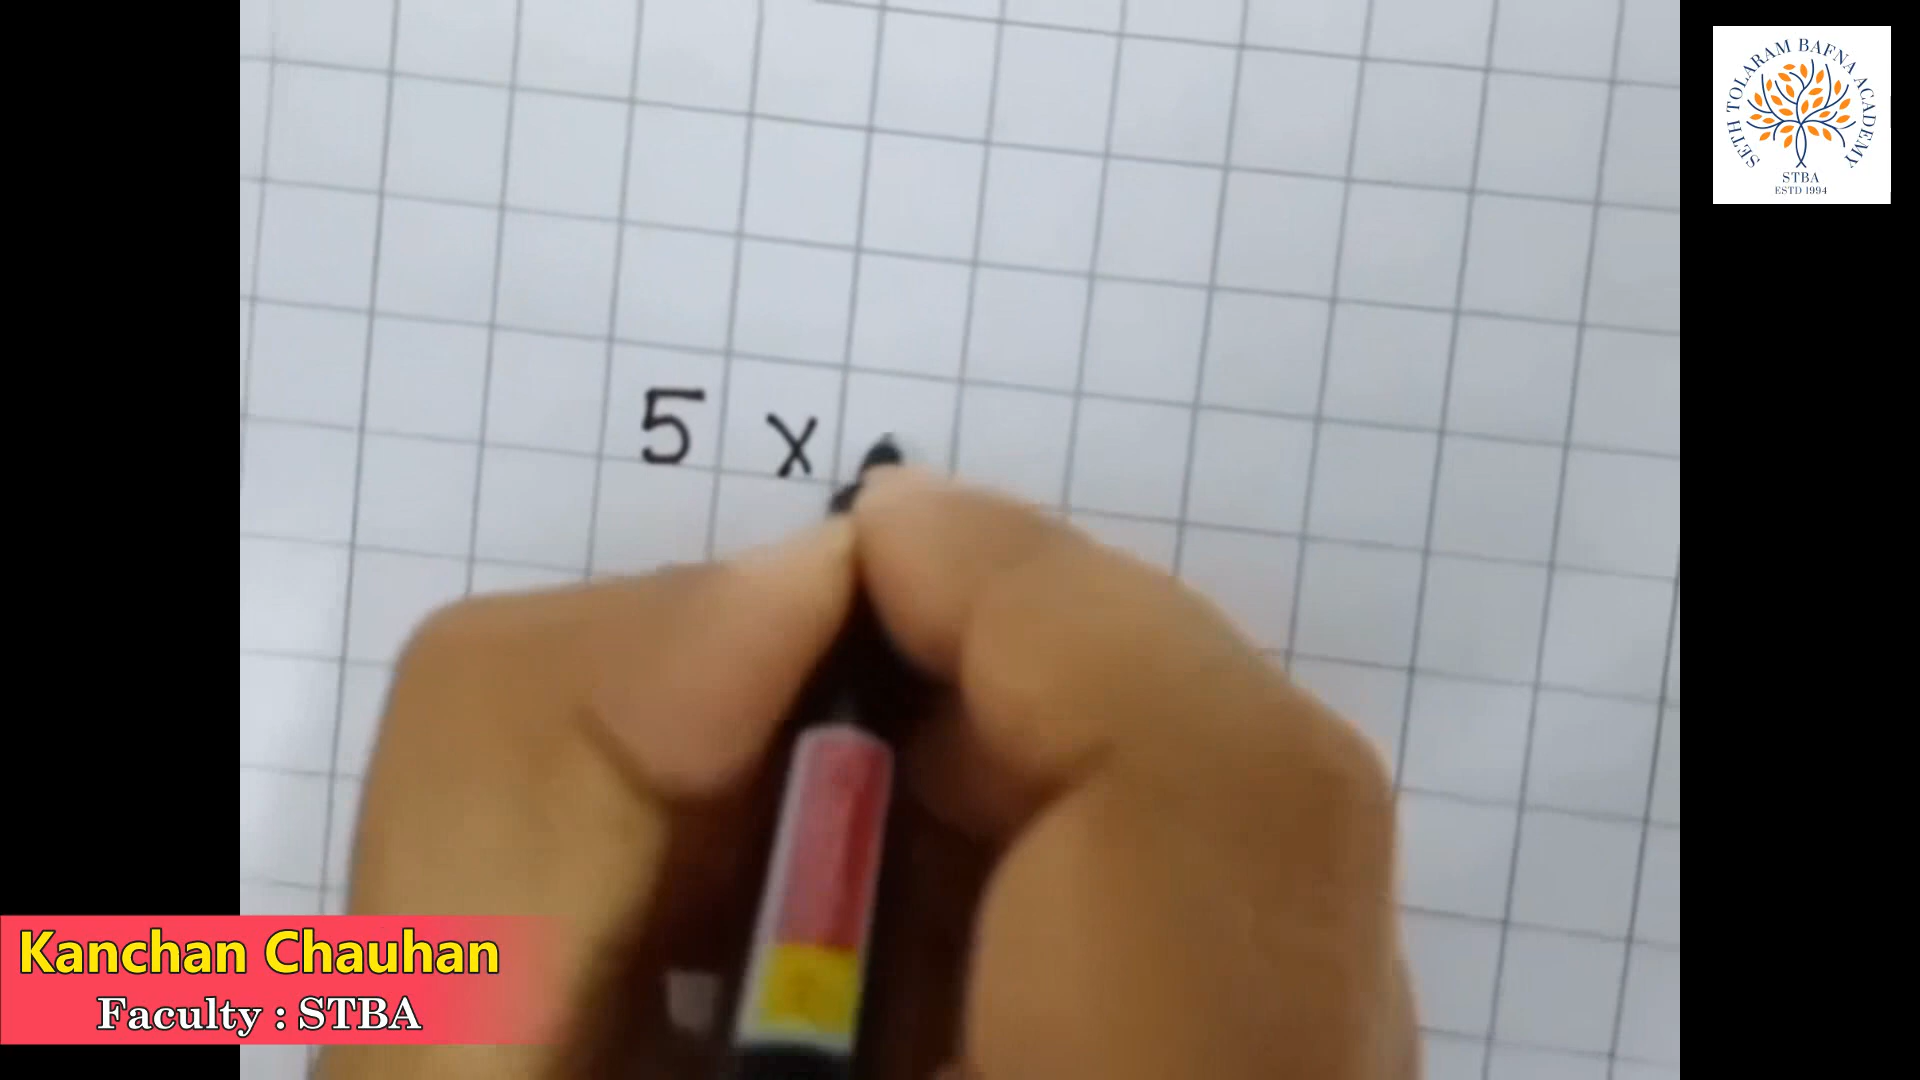 SETH TOLARAM BAFNA ACADEMY
STBA
ESTD 1994
5 x
Kanchan Chauhan
Faculty : STBA